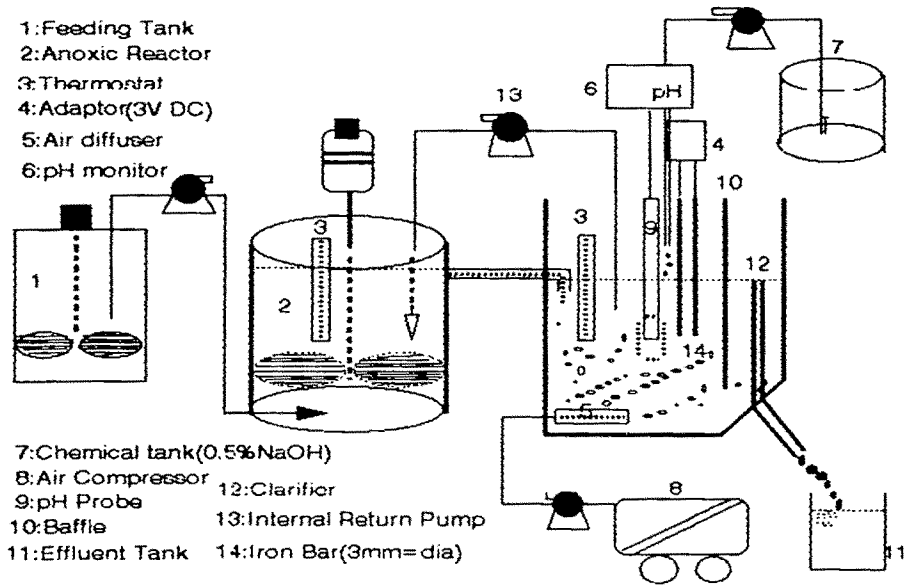 1:Feeding Tank
2:Anoxic Reactor
3:Thermostat
4:Adaptor(3V DC)
5:Air diffuser
6:pH monitor
13
6
pH
7
4
10
3
9
12
3
1
2
14
5
7:Chemical tank(0.5%NaOH)
8:Air Compressor
9:pH Probe
10:Baffle
11:Effluent Tank
12:Clarifier
13:Internal Return Pump
14:Iron Bar(3mm=dia)
8
11